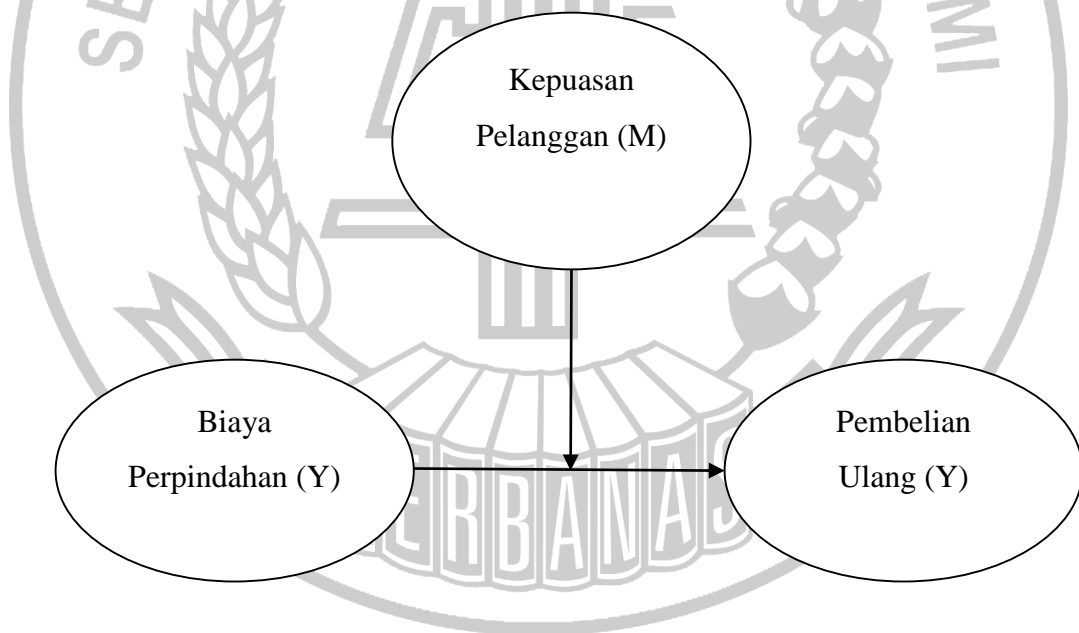 Kepuasan
Pelanggan (M)
Biaya
Perpindahan (Y)
Pembelian
Ulang (Y)